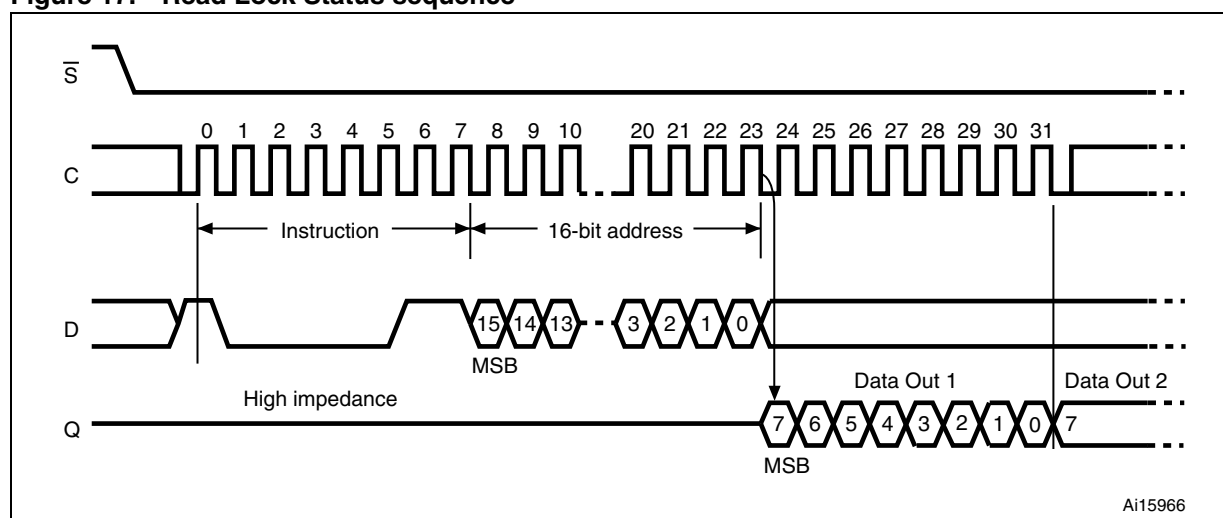 Figure 17. Read Lock Status sequence
S
0 1 2 3 4 5 6 7 8 9 10 20 21 22 23 24 25 26 27 28 29 30 31
C
Instruction 16-bit address
D 15 14 13 3 2 1 0
MSB
Data Out 1 Data Out 2
High impedance
Q 7 6 5 4 3 2 1 0 7
MSB
Ai15966